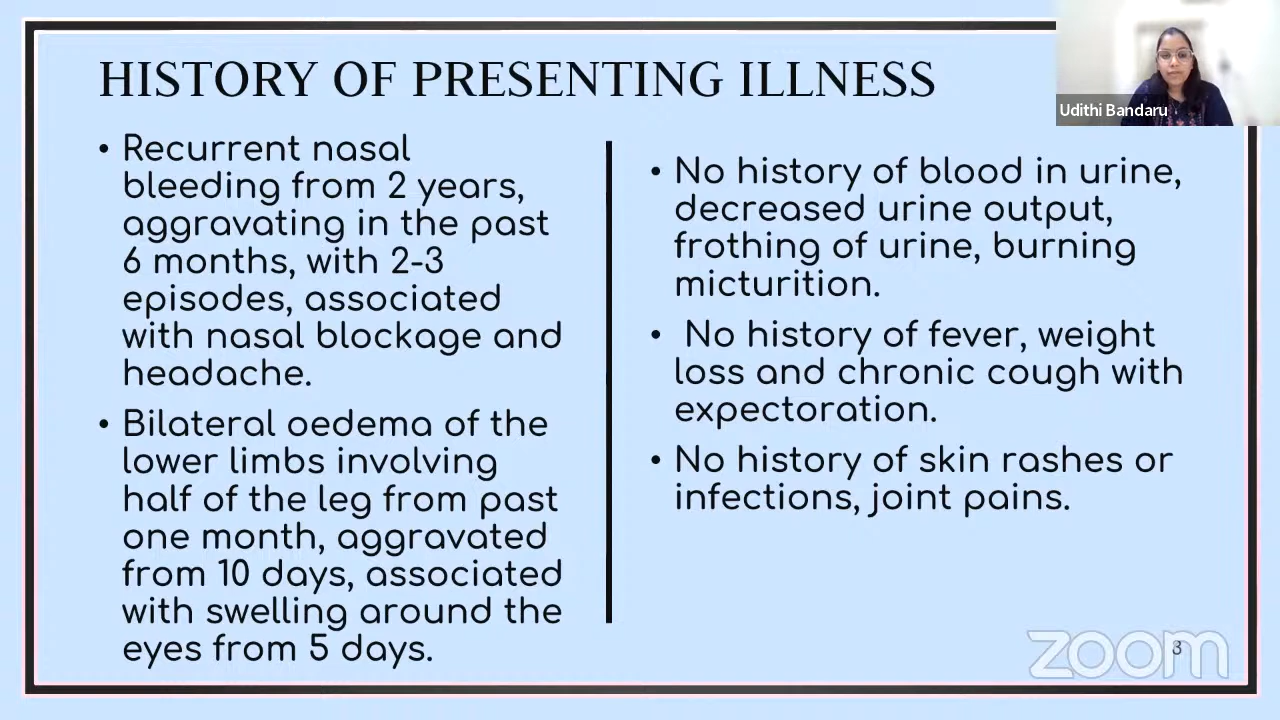 HISTORY OF PRESENTING ILLNESS
Udithi Bandaru
• Recurrent nasal
bleeding from 2 years,
aggravating in the past
6 months, with 2-3
episodes, associated
with nasal blockage and
headache.
• Bilateral oedema of the
lower limbs involving
half of the leg from past
one month, aggravated
from 10 days, associated
with swelling around the
eyes from 5 days.
• No history of blood in urine,
decreased urine output,
frothing of urine, burning
micturition.
• No history of fever, weight
loss and chronic cough with
expectoration.
• No history of skin rashes or
infections, joint pains.
zoom
3